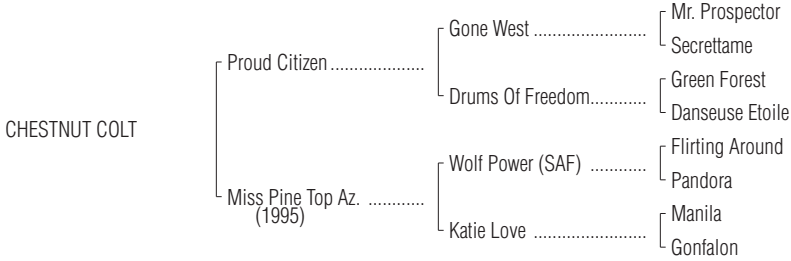 Mr. Prospector
Gone West ........................
Secrettame
Proud Citizen....................
Green Forest
Drums Of Freedom............
Danseuse Etoile
CHESTNUT COLT
Flirting Around
Wolf Power (SAF) ............
Pandora
Miss Pine Top Az. ............
(1995)
Manila
Katie Love ........................
Gonfalon